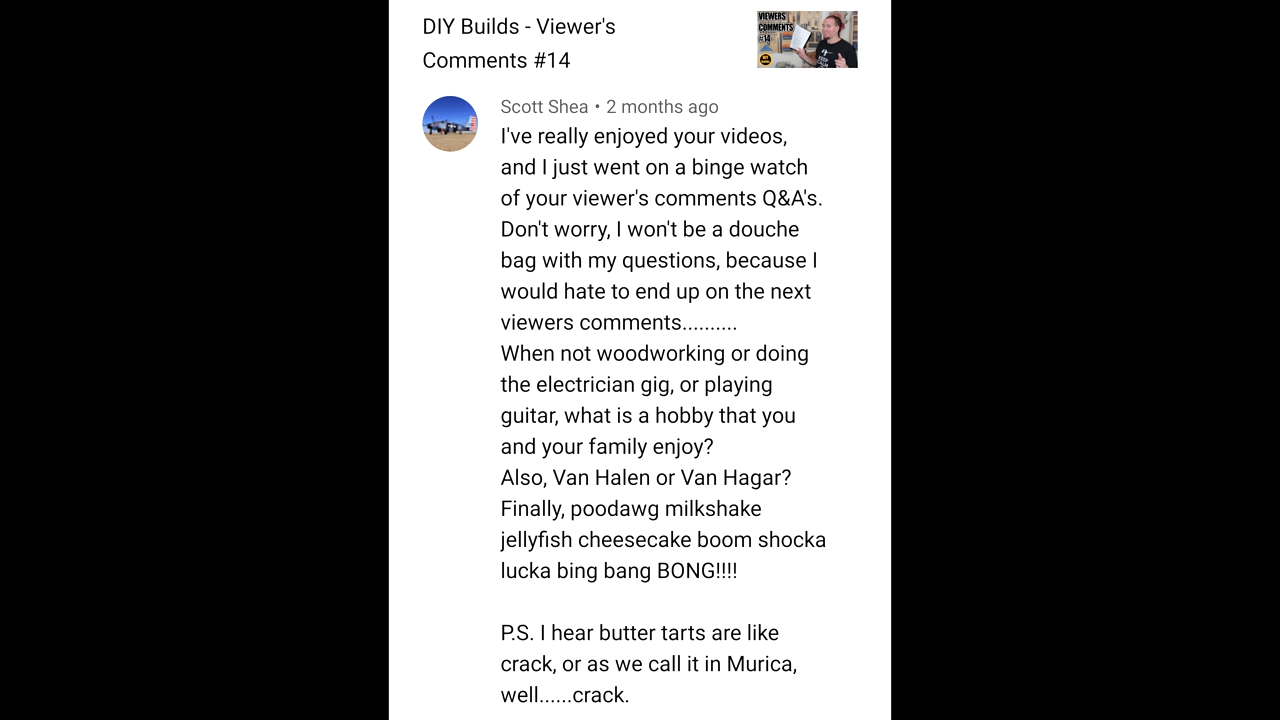 DIY Builds - Viewer's
Comments #14
VIEWERS
COMMENTS
#14
Scott Shea • 2 months ago
I've really enjoyed your videos,
and I just went on a binge watch
of your viewer's comments Q&A's.
Don't worry, I won't be a douche
bag with my questions, because I
would hate to end up on the next
viewers comments..........
When not woodworking or doing
the electrician gig, or playing
guitar, what is a hobby that you
and your family enjoy?
Also, Van Halen or Van Hagar?
Finally, poodawg milkshake
jellyfish cheesecake boom shocka
lucka bing bang BONG!!!!
P.S. I hear butter tarts are like
crack, or as we call it in Murica,
well......crack.